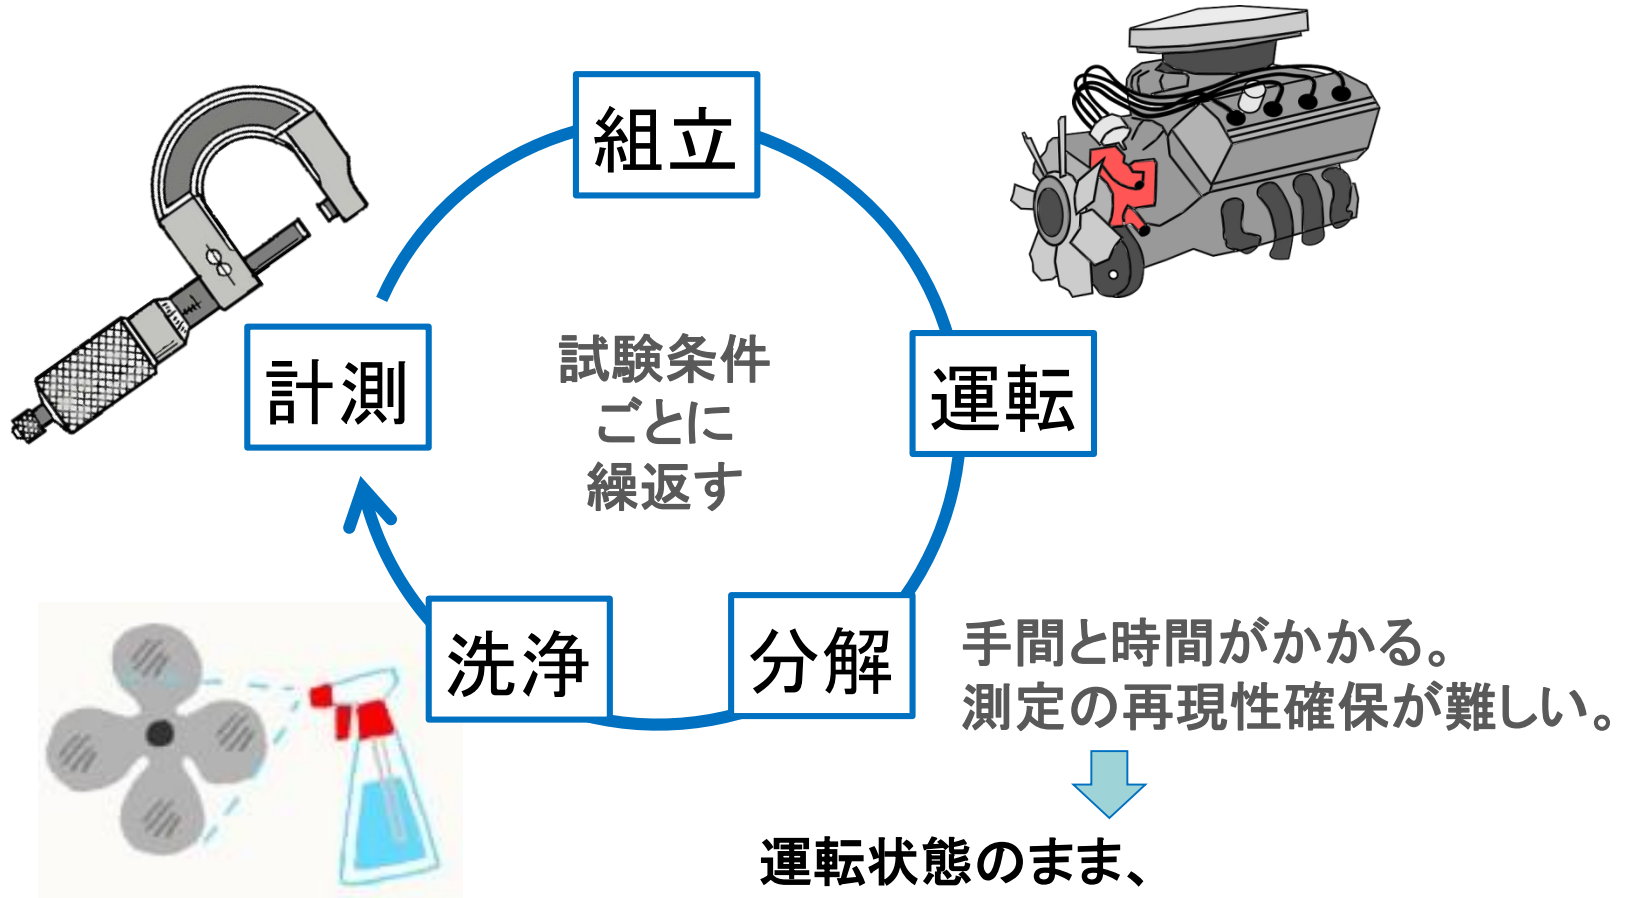 組立
運転
分解
洗浄
計測
試験条件
ごとに
繰返す
手間と時間がかかる。
測定の再現性確保が難しい。
運転状態のまま、